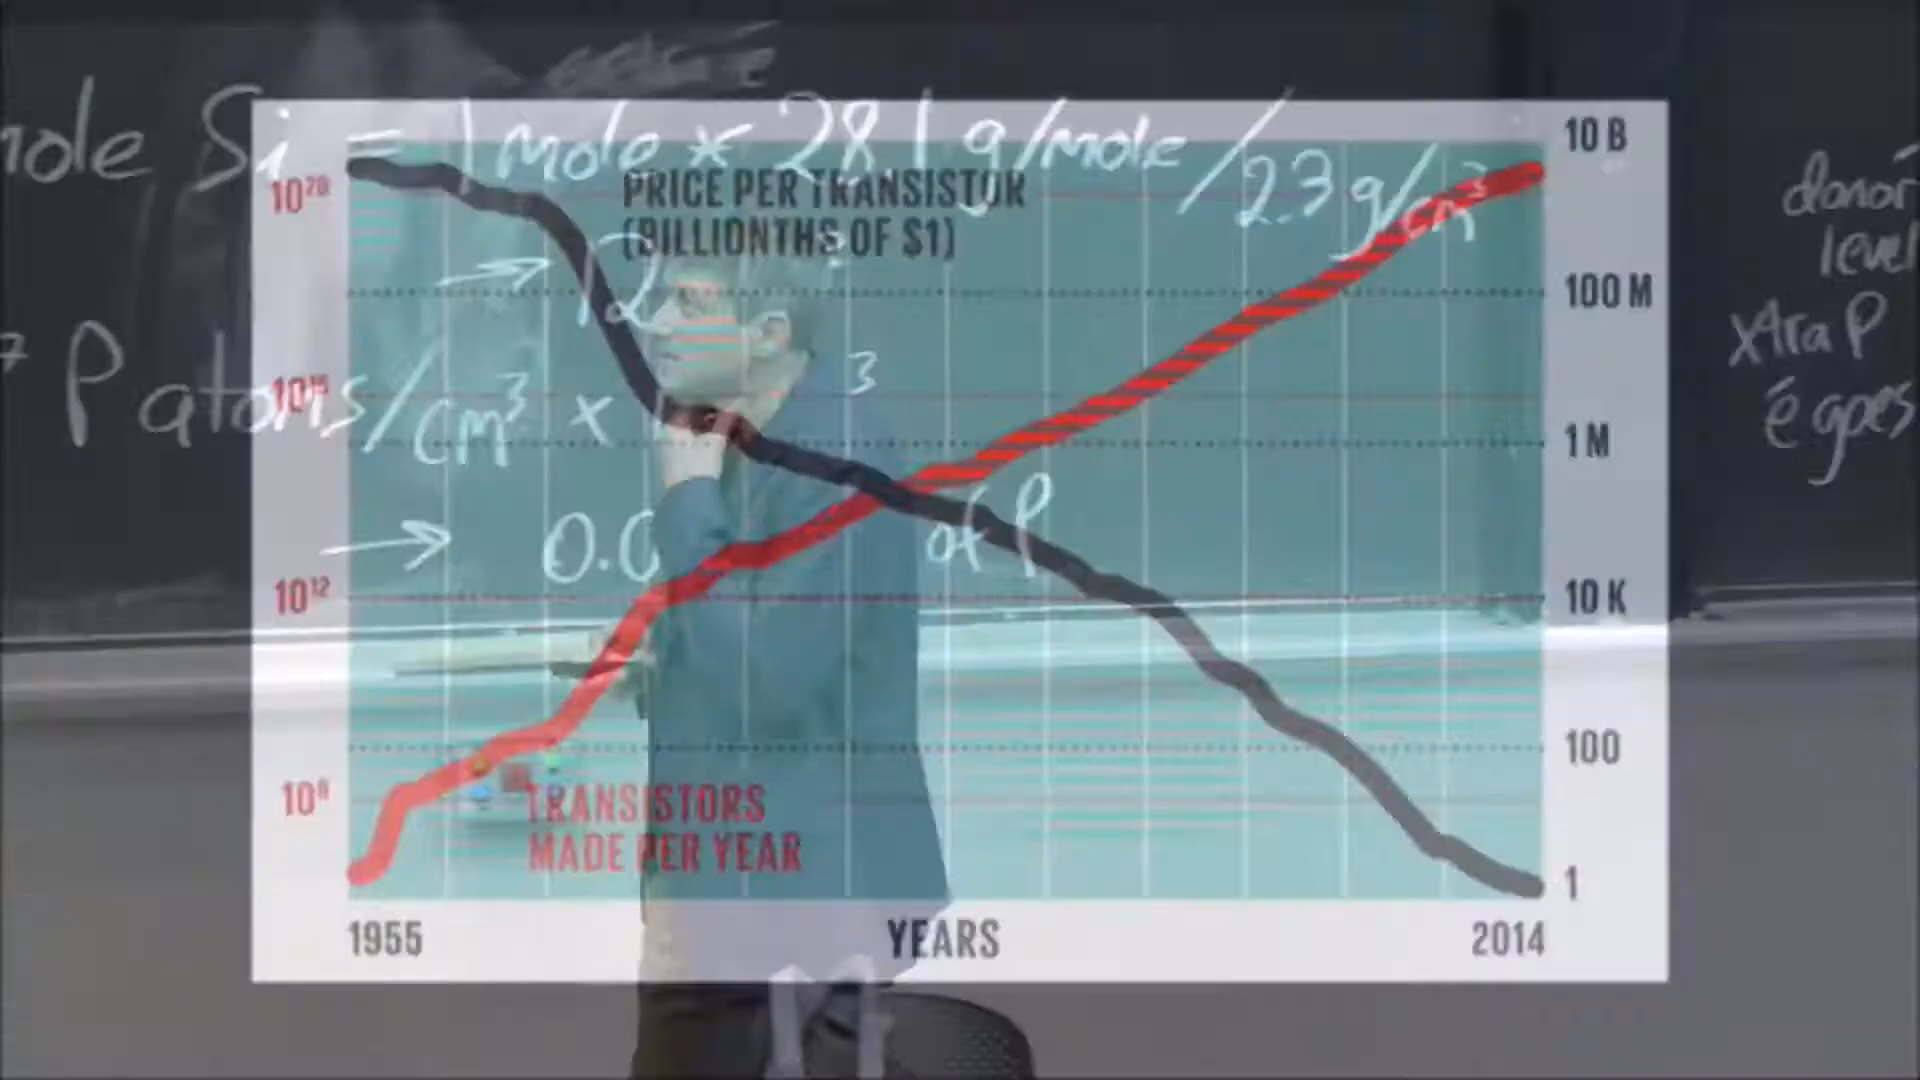 mole Si = 1 mole * 28.1 g/mole / 2.3 g/cm³
→ 12
P atoms/cm³ x
3
→ 0.0 of P
donor
level
xtra P
e goes
PRICE PER TRANSISTOR
(BILLIONTHS OF $1)
TRANSISTORS
MADE PER YEAR
10²⁰
10¹⁵
10¹²
10⁸
10 B
100 M
1 M
10 K
100
1
1955 YEARS 2014